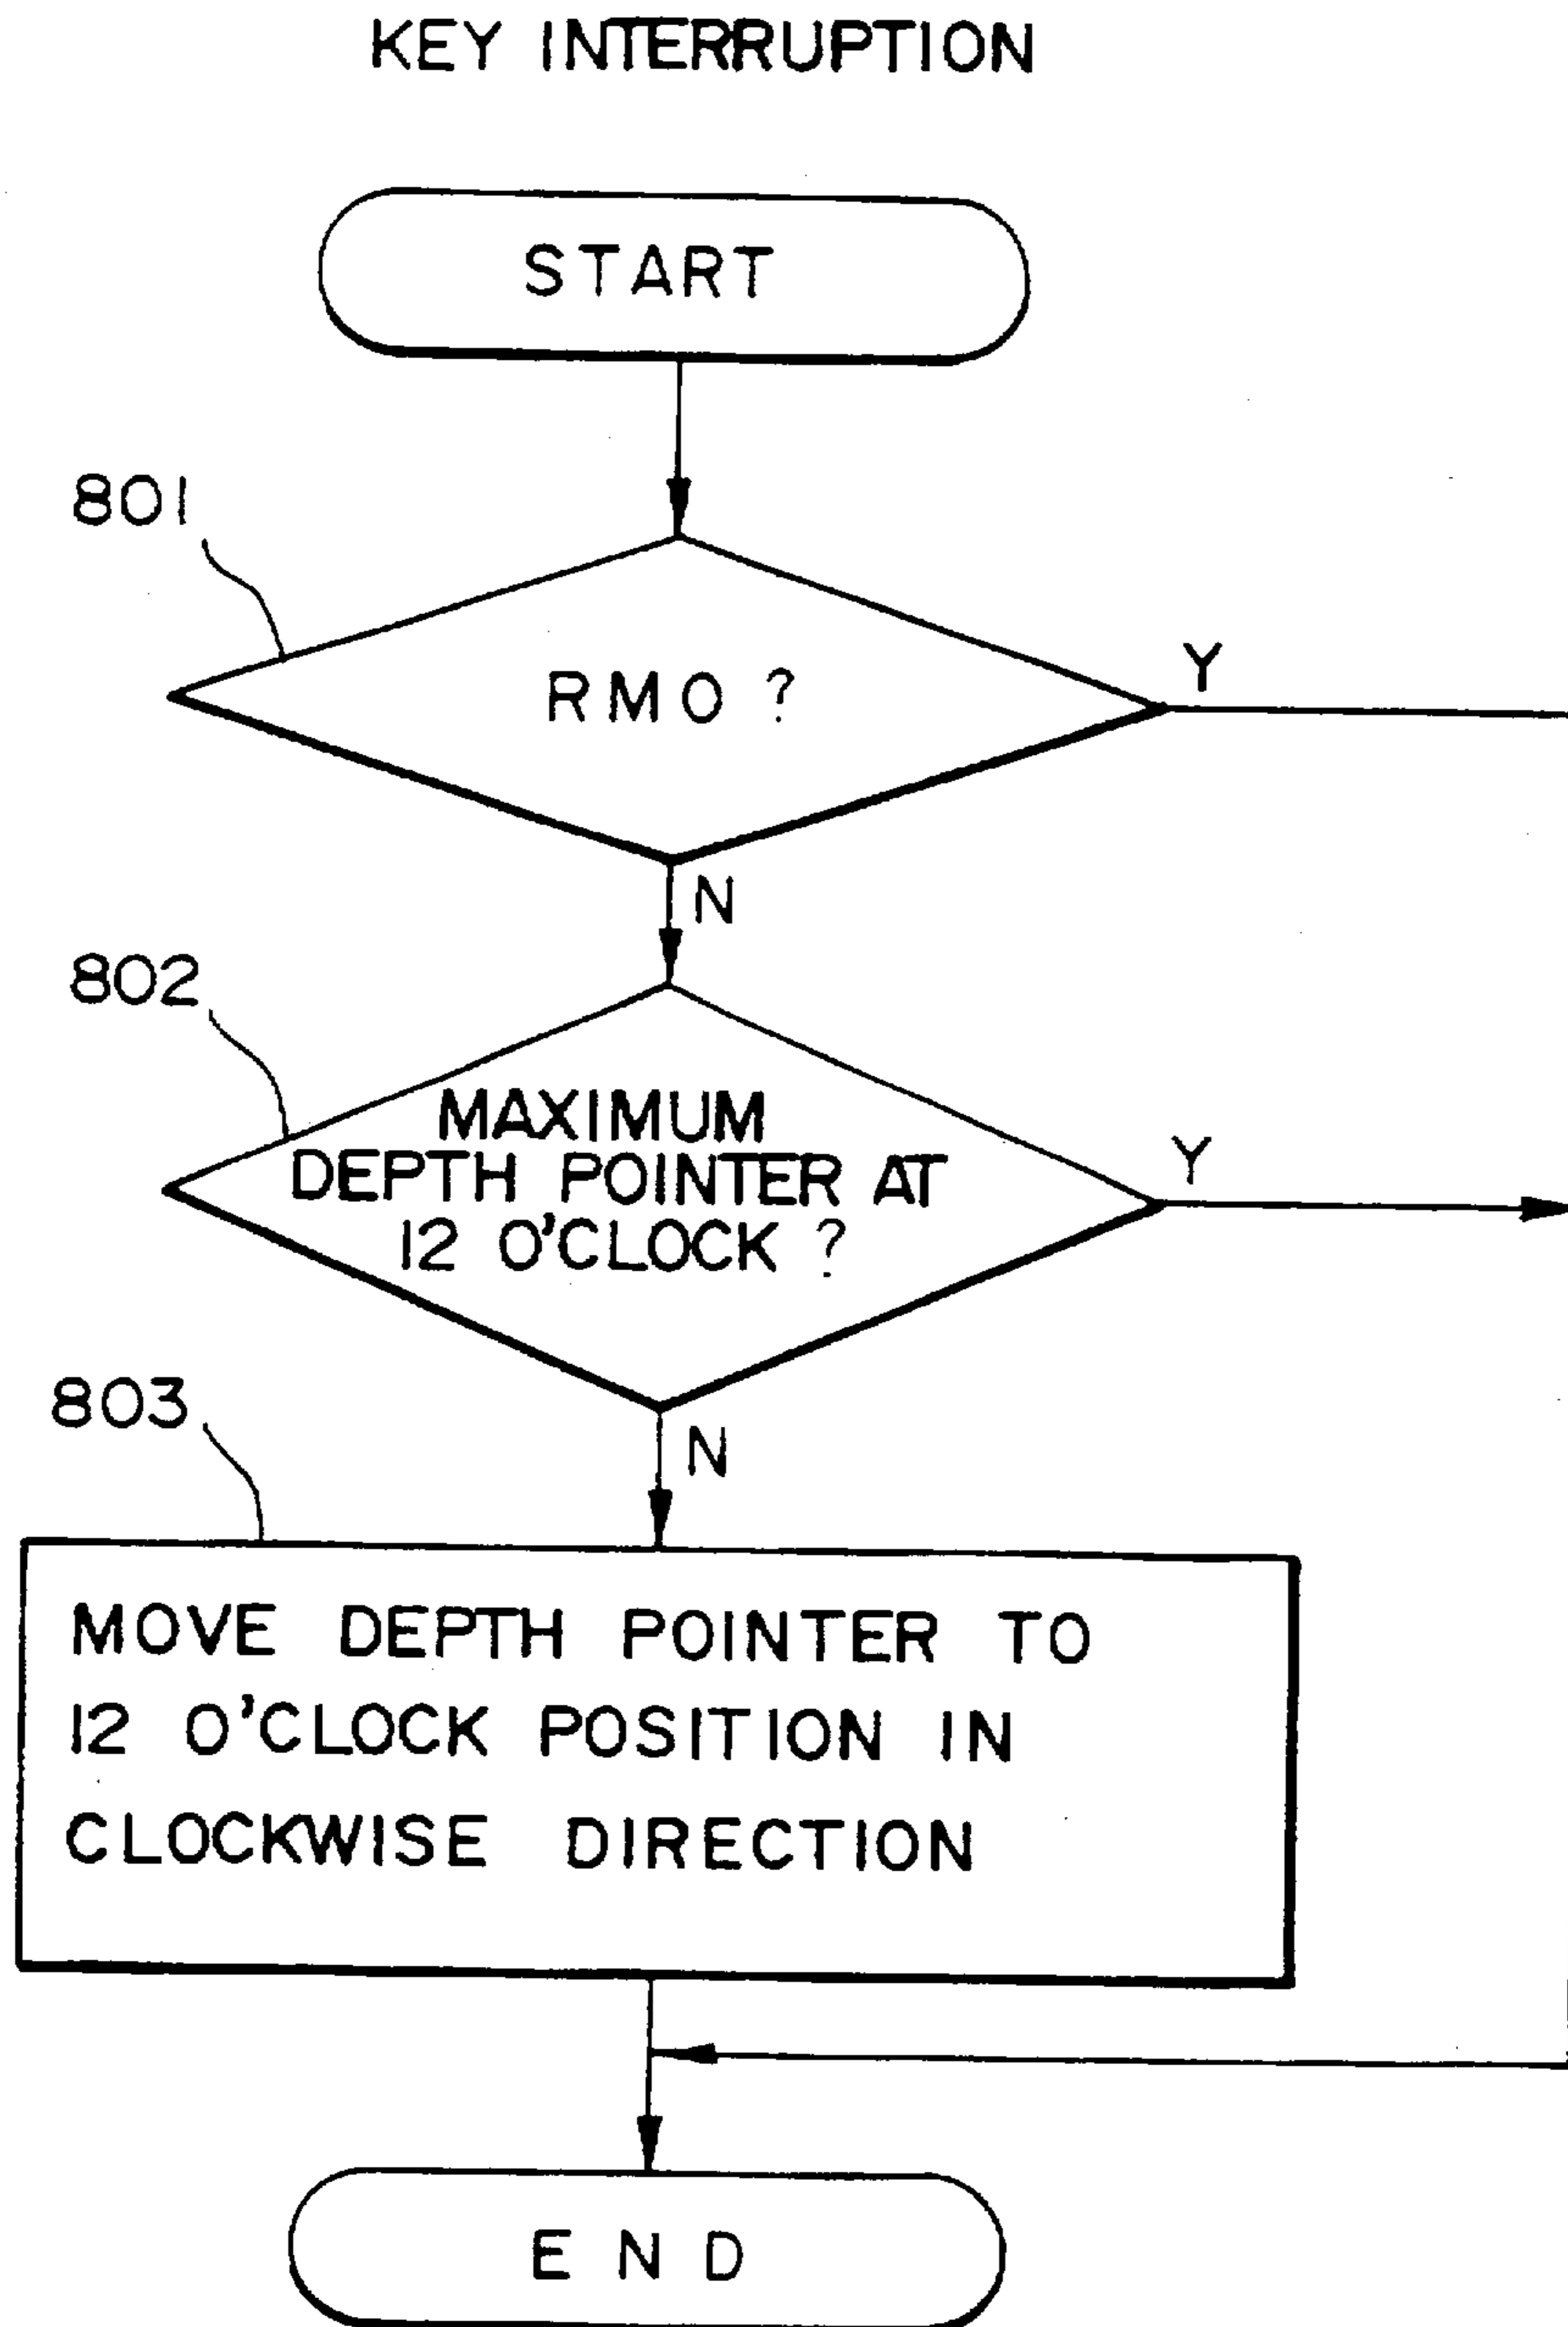 KEY INTERRUPTION
START
801
RMO ?
Y
N
802
MAXIMUM
DEPTH POINTER AT
12 O'CLOCK ?
Y
N
803
MOVE DEPTH POINTER TO
12 O'CLOCK POSITION IN
CLOCKWISE DIRECTION
END